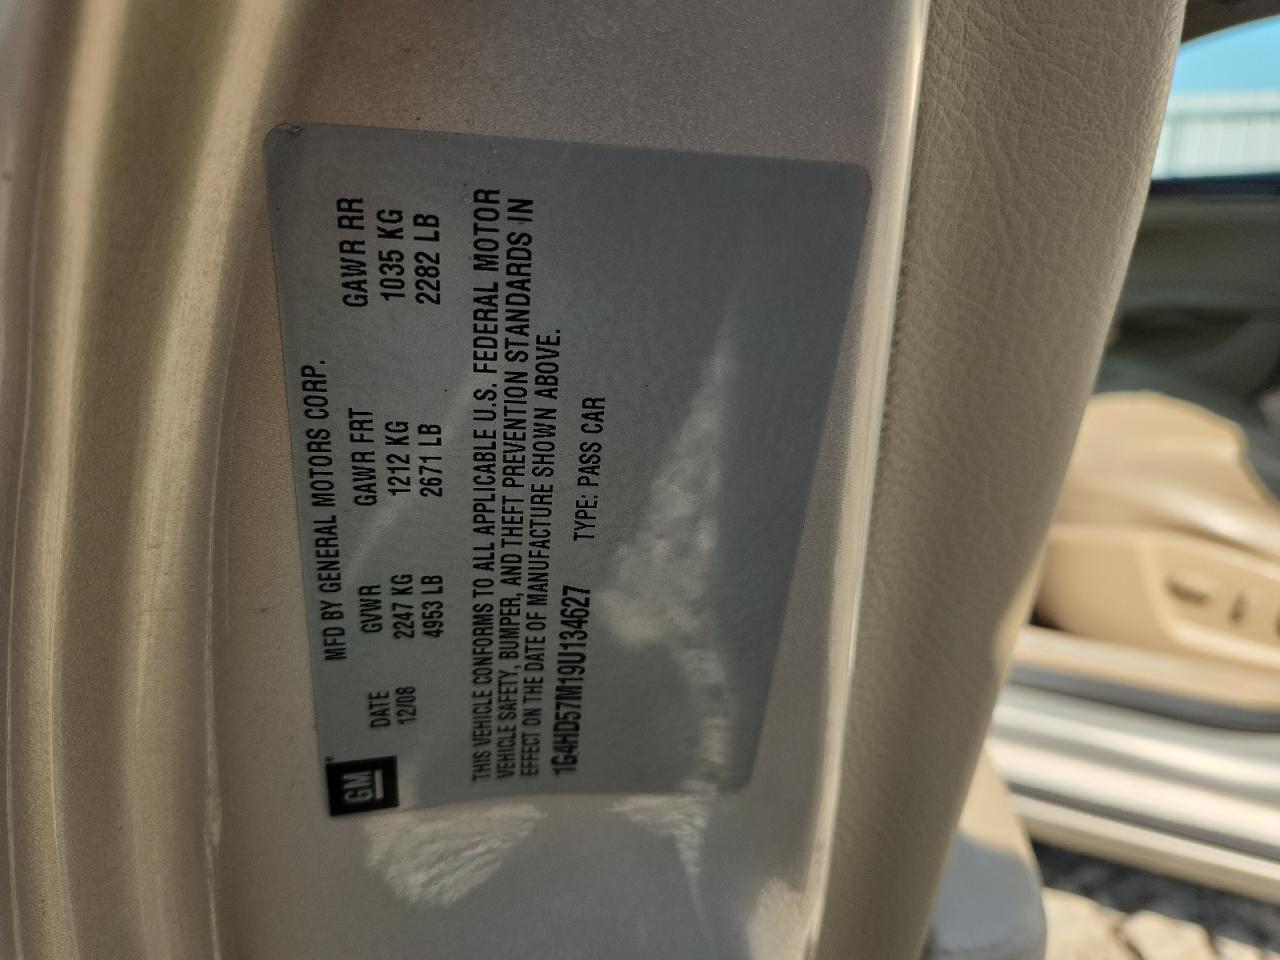 GM
MFD BY GENERAL MOTORS CORP.
DATE GVWR GAWR FRT GAWR RR
12/08 2247 KG 1212 KG 1035 KG
4953 LB 2671 LB 2282 LB
THIS VEHICLE CONFORMS TO ALL APPLICABLE U.S. FEDERAL MOTOR
VEHICLE SAFETY, BUMPER, AND THEFT PREVENTION STANDARDS IN
EFFECT ON THE DATE OF MANUFACTURE SHOWN ABOVE.
1G4HD57M19U134627 TYPE: PASS CAR